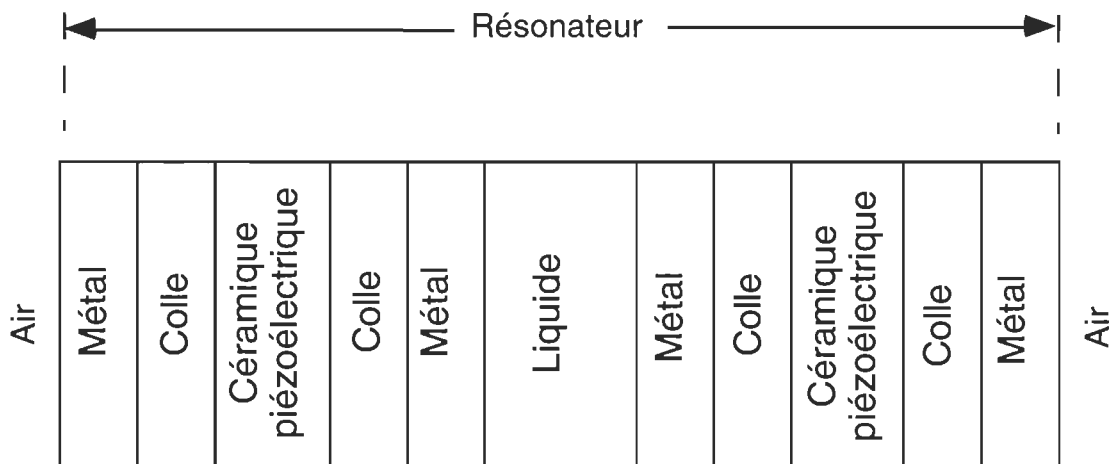 Résonateur
Air
Métal
Colle
Céramique
piézoélectrique
Colle
Métal
Liquide
Métal
Colle
Céramique
piézoélectrique
Colle
Métal
Air